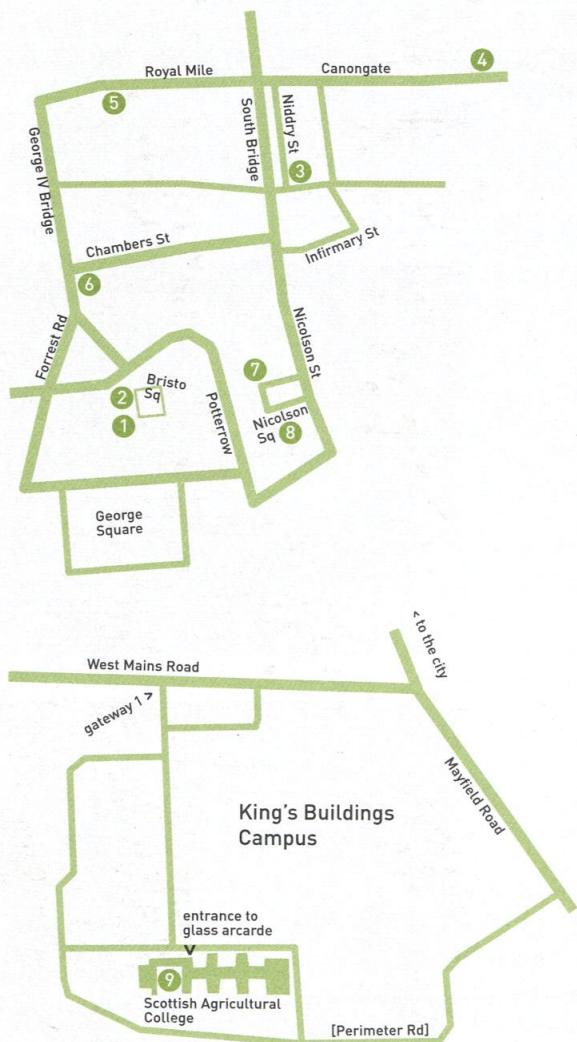 Royal Mile
Canongate
4
5
George IV Bridge
South Bridge
Niddry St
3
Chambers St
Infirmary St
6
Forrest Rd
Nicolson St
7
Bristo
Sq
2
1
Potterrow
Nicolson
Sq
8
George
Square
< to the city
West Mains Road
gateway 1 >
Mayfield Road
King's Buildings
Campus
entrance to
glass arcarde
>
9
Scottish Agricultural
College
[Perimeter Rd]